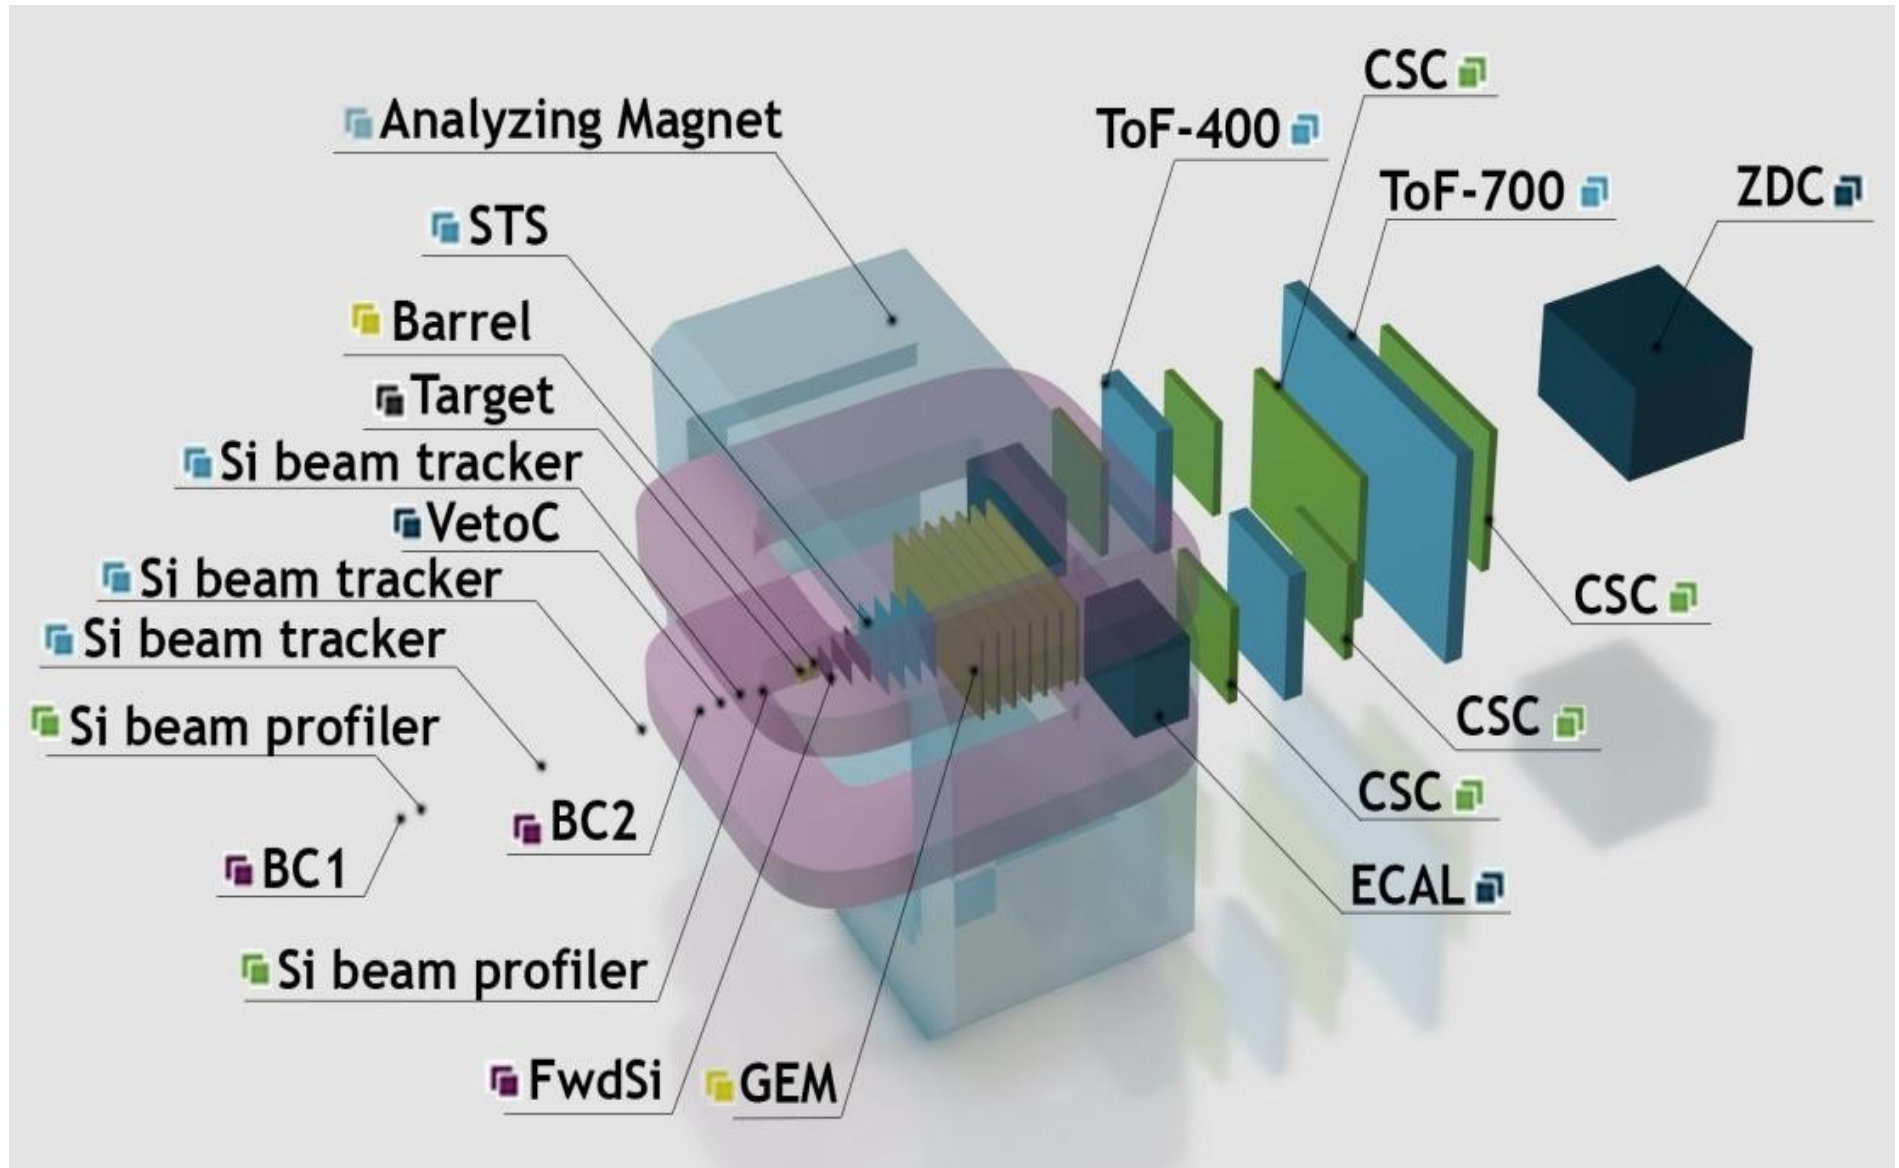 CSC
Analyzing Magnet
ToF-400
ToF-700
ZDC
STS
Barrel
Target
Si beam tracker
VetoC
Si beam tracker
CSC
Si beam tracker
Si beam profiler
CSC
CSC
BC2
BC1
ECAL
Si beam profiler
FwdSi
GEM